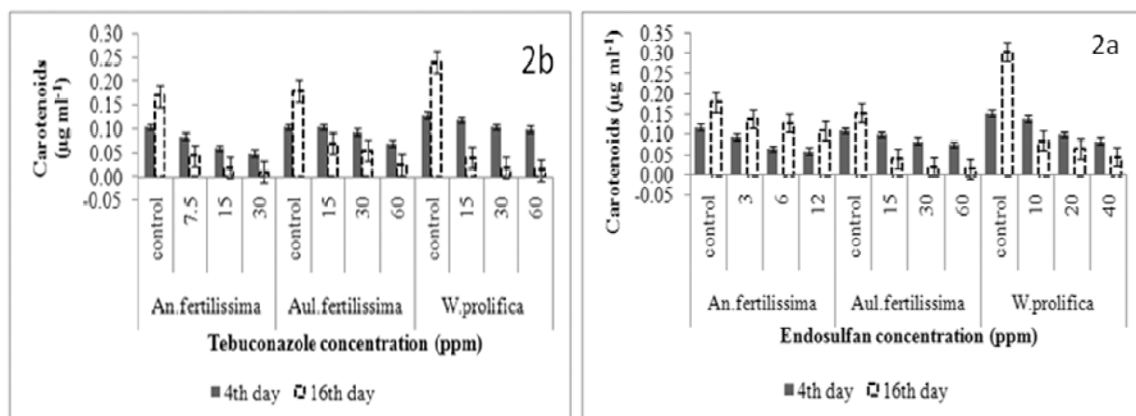 2b
Carotenoids
(µg ml⁻¹)
0.30
0.25
0.20
0.15
0.10
0.05
0.00
-0.05
control 7.5 15 30 control 15 30 60 control 15 30 60
An.fertilissima Aul.fertilissima W.prolifica
Tebuconazole concentration (ppm)
4th day 16th day
2a
Carotenoids (µg ml⁻¹)
0.35
0.30
0.25
0.20
0.15
0.10
0.05
0.00
-0.05
control 3 6 12 control 15 30 60 control 10 20 40
An.fertilissima Aul.fertilissima W.prolifica
Endosulfan concentration (ppm)
4th day 16th day